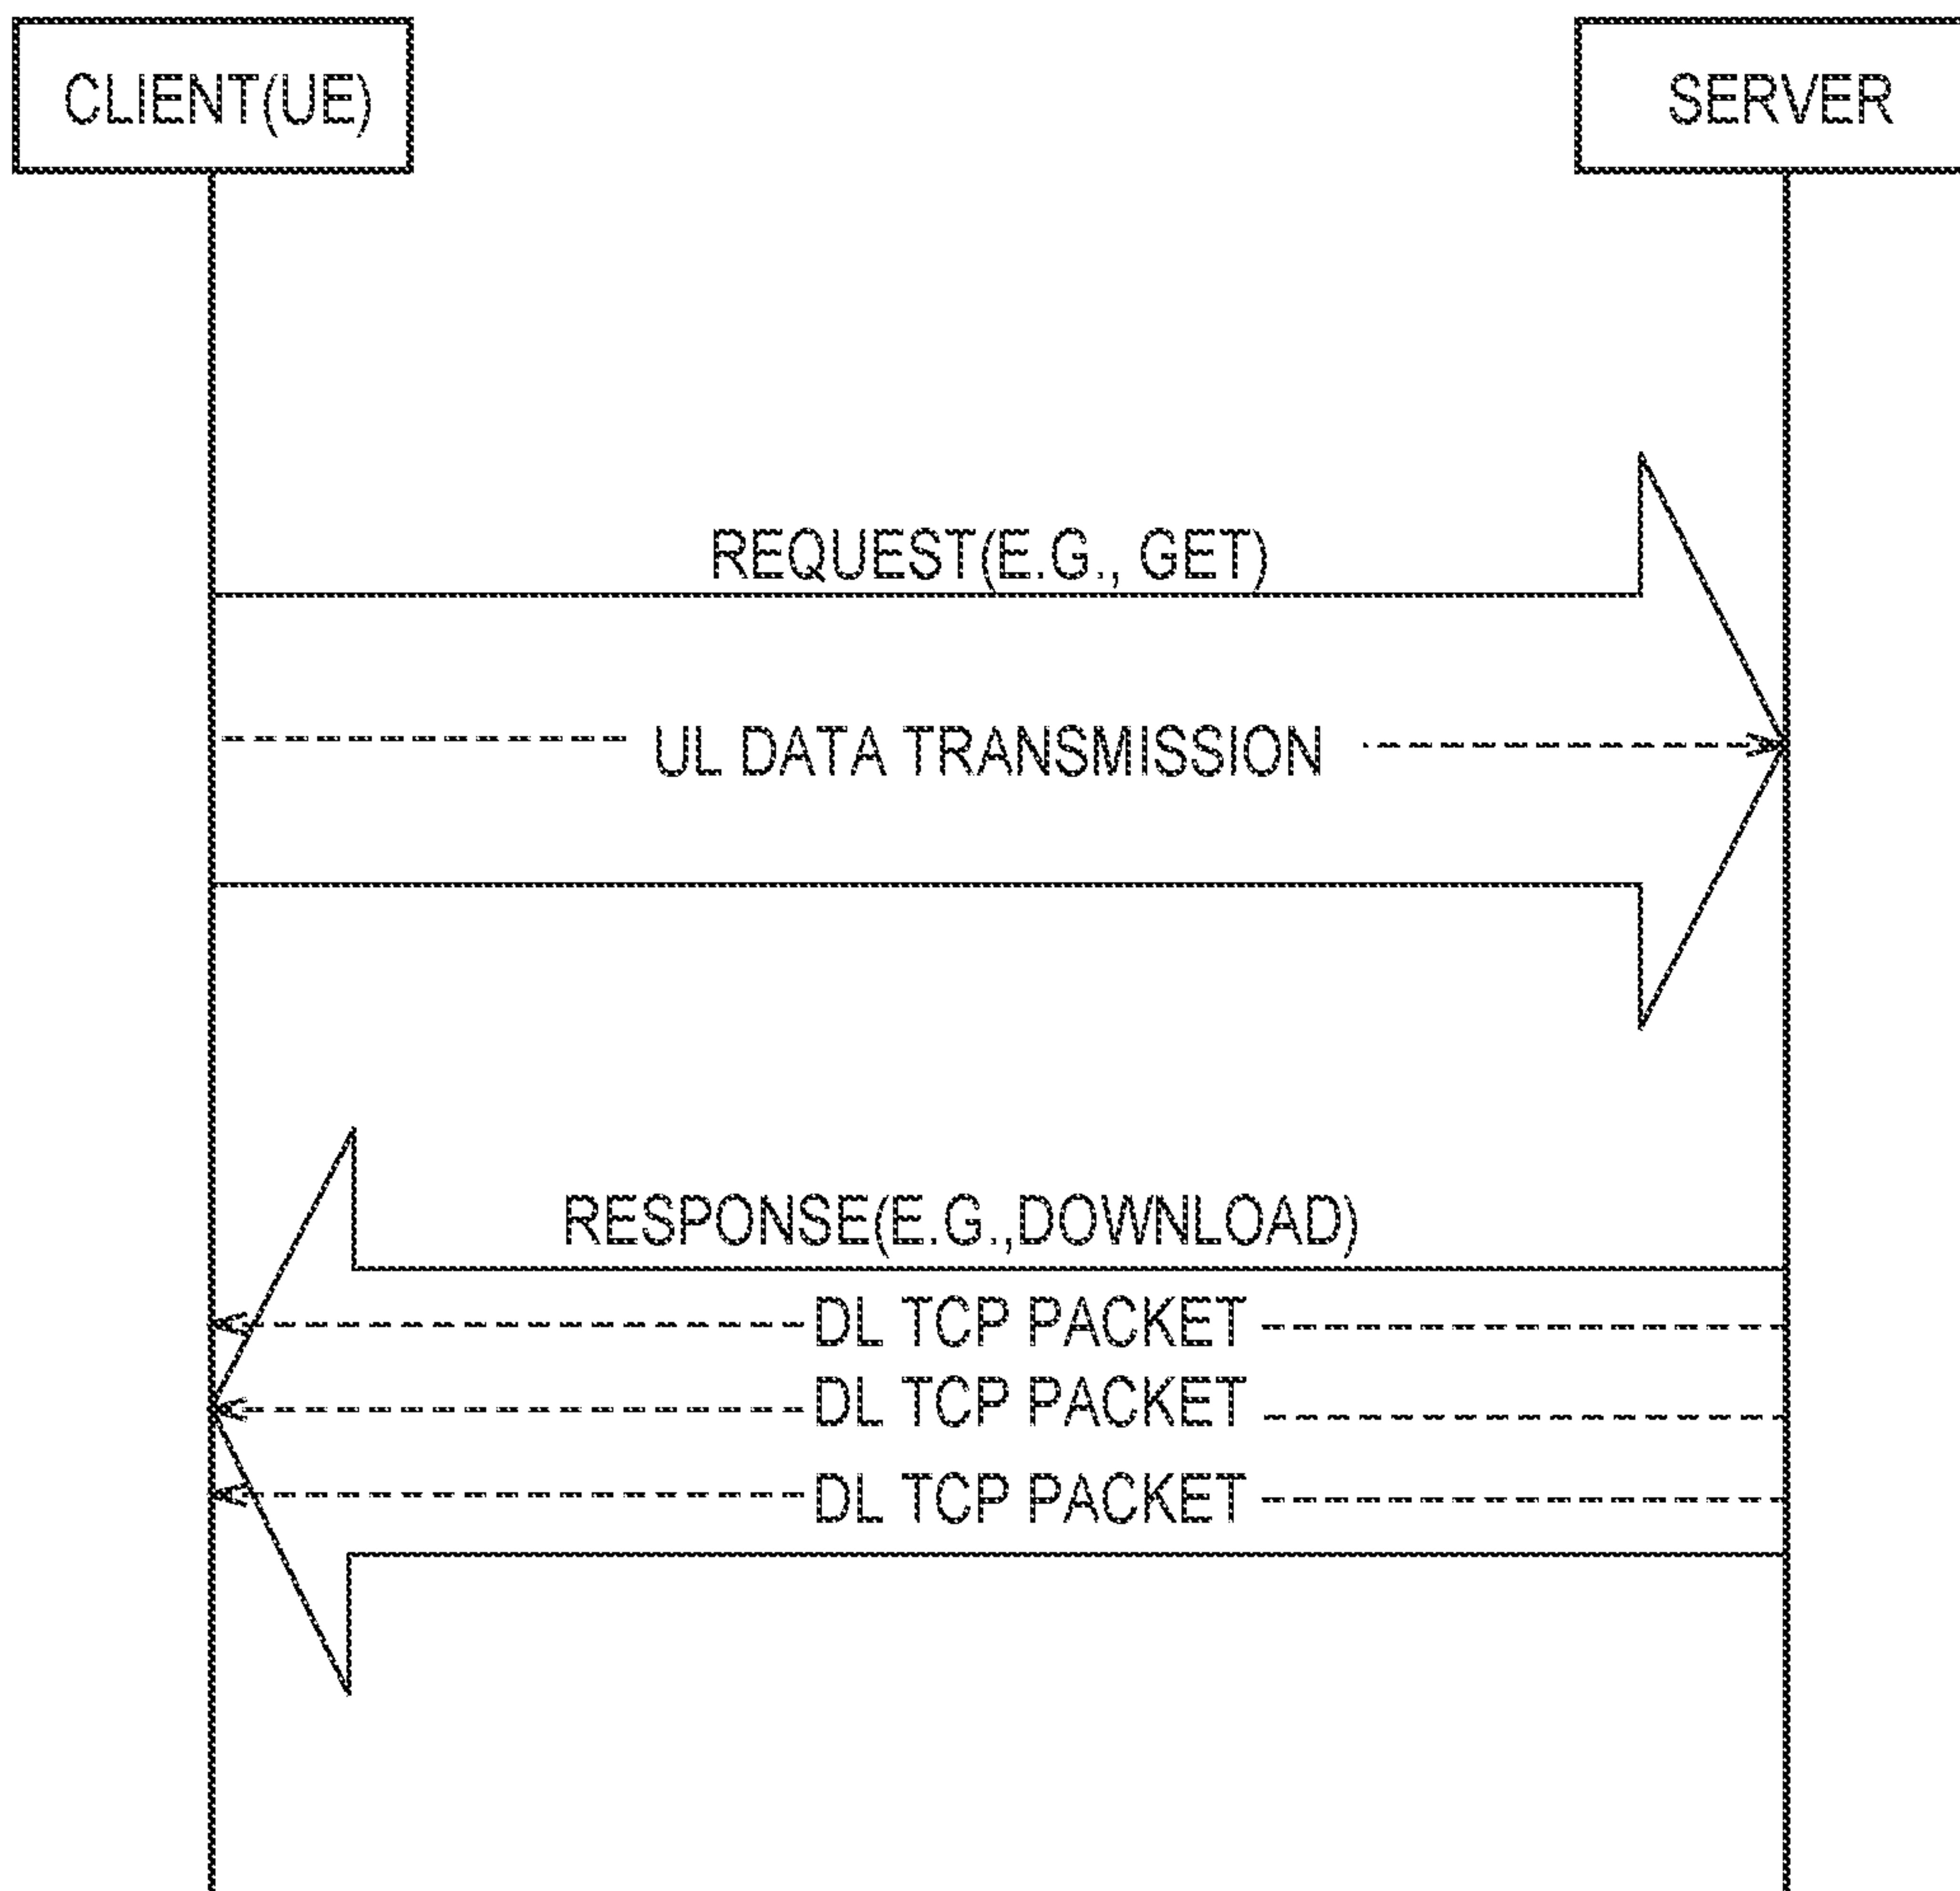 CLIENT(UE)
SERVER
REQUEST(E.G., GET)
UL DATA TRANSMISSION
RESPONSE(E.G.,DOWNLOAD)
DL TCP PACKET
DL TCP PACKET
DL TCP PACKET